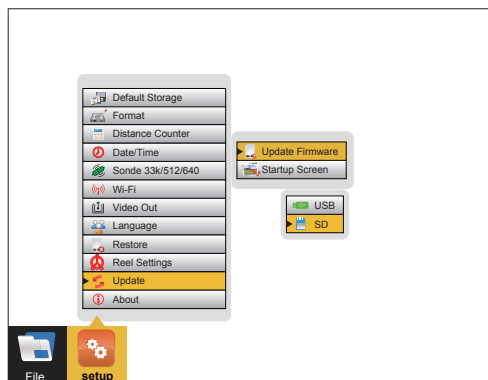 Default Storage
Format
Distance Counter
Date/Time
Sonde 33k/512/640
Wi-Fi
Video Out
Language
Restore
Reel Settings
Update
About
Update Firmware
Startup Screen
USB
SD
File
setup